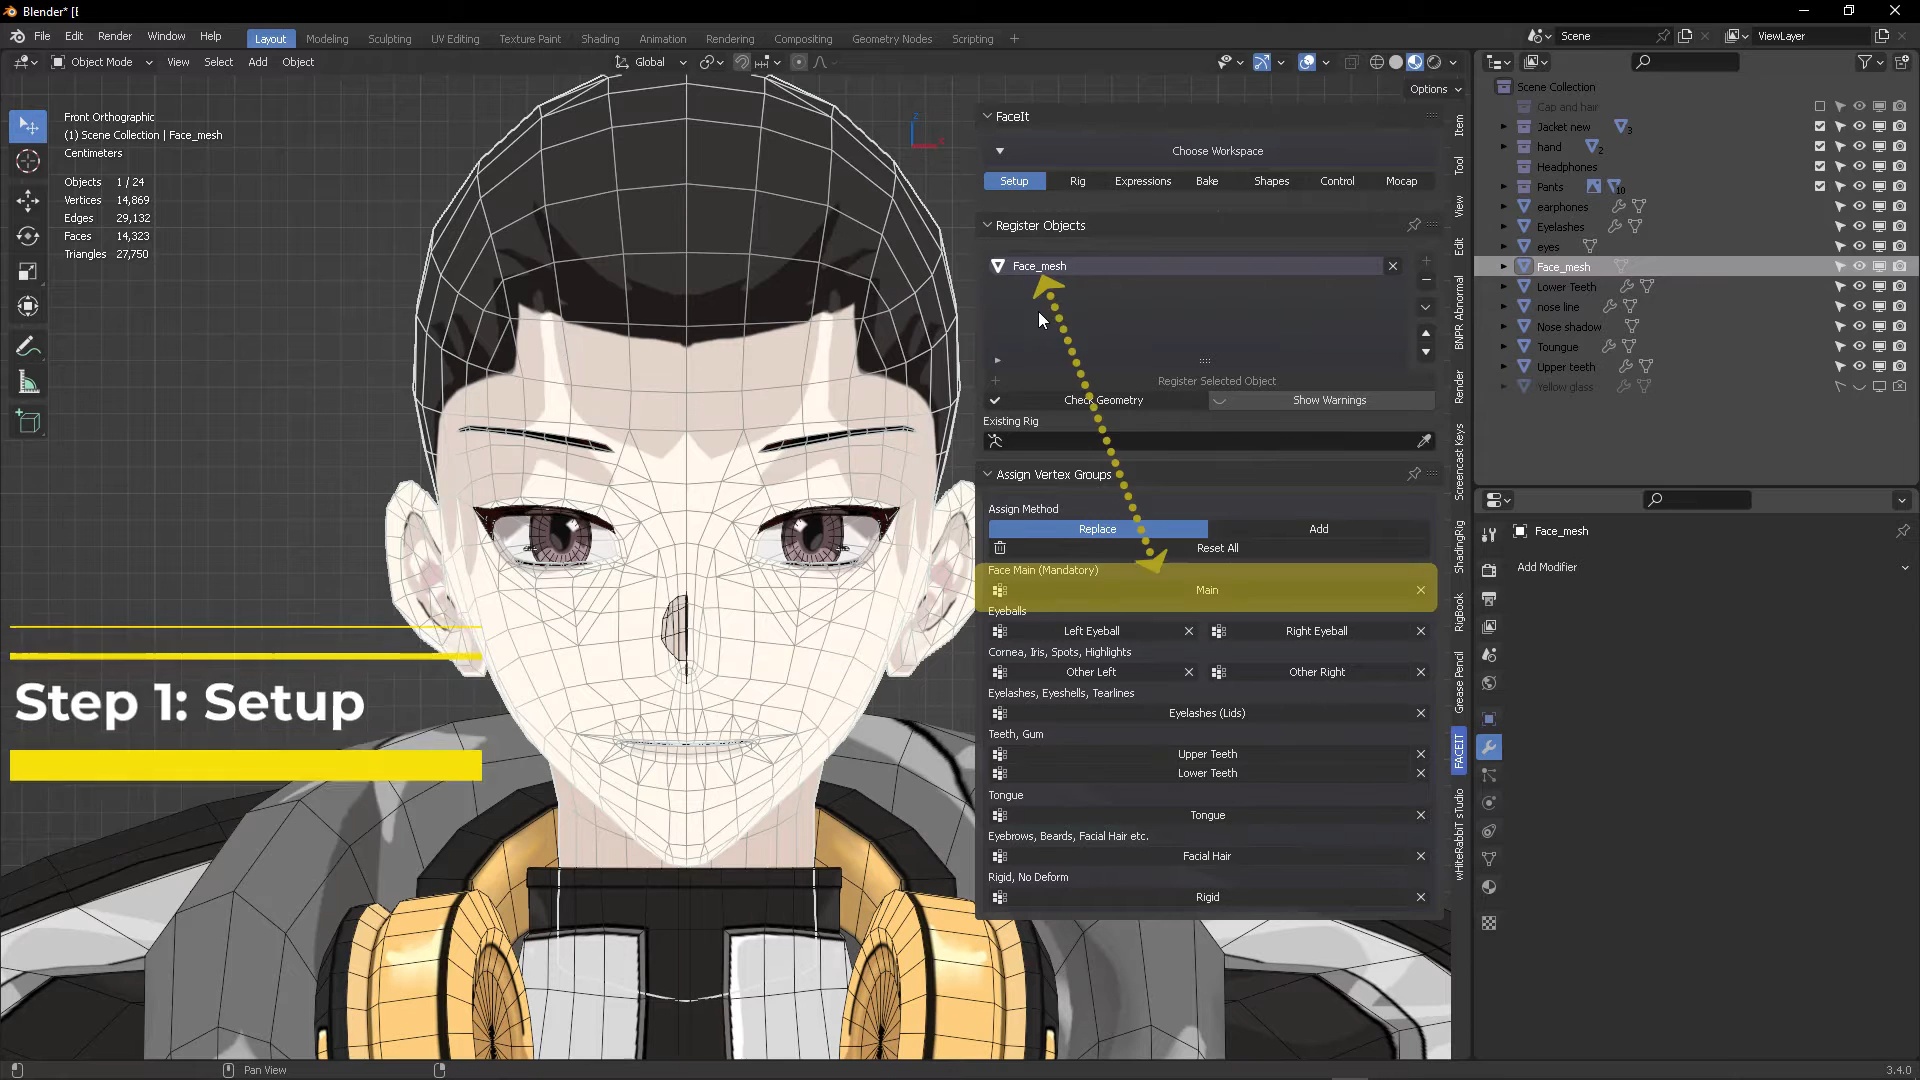 Blender* [E
File Edit Render Window Help
Layout Modeling Sculpting UV Editing Texture Paint Shading Animation Rendering Compositing Geometry Nodes Scripting
Scene
ViewLayer
Object Mode View Select Add Object
Global
Options
Front Orthographic
(1) Scene Collection | Face_mesh
Centimeters
Objects 1 / 24
Vertices 14,869
Edges 29,132
Faces 14,323
Triangles 27,750
Z
X
Step 1: Setup
FaceIt
Choose Workspace
Setup Rig Expressions Bake Shapes Control Mocap
Register Objects
Face_mesh
Register Selected Object
Check Geometry Show Warnings
Existing Rig
Assign Vertex Groups
Assign Method
Replace Add
Reset All
Face Main (Mandatory)
Main
Eyeballs
Left Eyeball Right Eyeball
Cornea, Iris, Spots, Highlights
Other Left Other Right
Eyelashes, Eyeshells, Tearlines
Eyelashes (Lids)
Teeth, Gum
Upper Teeth
Lower Teeth
Tongue
Tongue
Eyebrows, Beards, Facial Hair etc.
Facial Hair
Rigid, No Deform
Rigid
Item
Tool
View
Edit
BNPR Abnormal
Render
Screencast Keys
ShadingRig
RigBook
Grease Pencil
FACEIT
wHiteRabbiT sTudio
Scene Collection
Cap and hair
Jacket new 3
hand 2
Headphones
Pants 10
earphones
Eyelashes
eyes
Face_mesh
Lower Teeth
nose line
Nose shadow
Toungue
Upper teeth
Yellow glass
Face_mesh
Add Modifier
Pan View
3.4.0